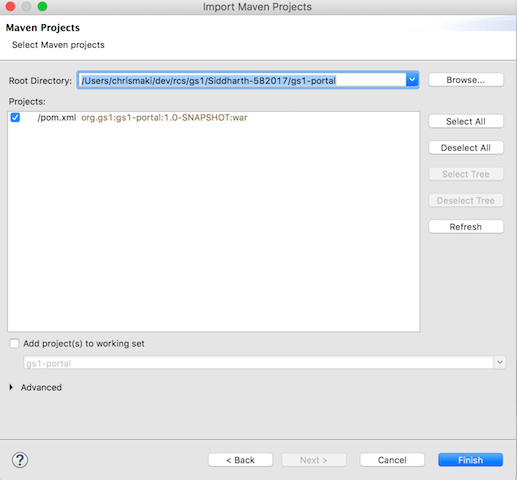 Import Maven Projects
Maven Projects
Select Maven projects
Root Directory: /Users/chrismaki/dev/rcs/gs1/Siddharth-582017/gs1-portal Browse...
Projects:
/pom.xml org.gs1:gs1-portal:1.0-SNAPSHOT:war
Select All
Deselect All
Select Tree
Deselect Tree
Refresh
Add project(s) to working set
gs1-portal
Advanced
? < Back Next > Cancel Finish